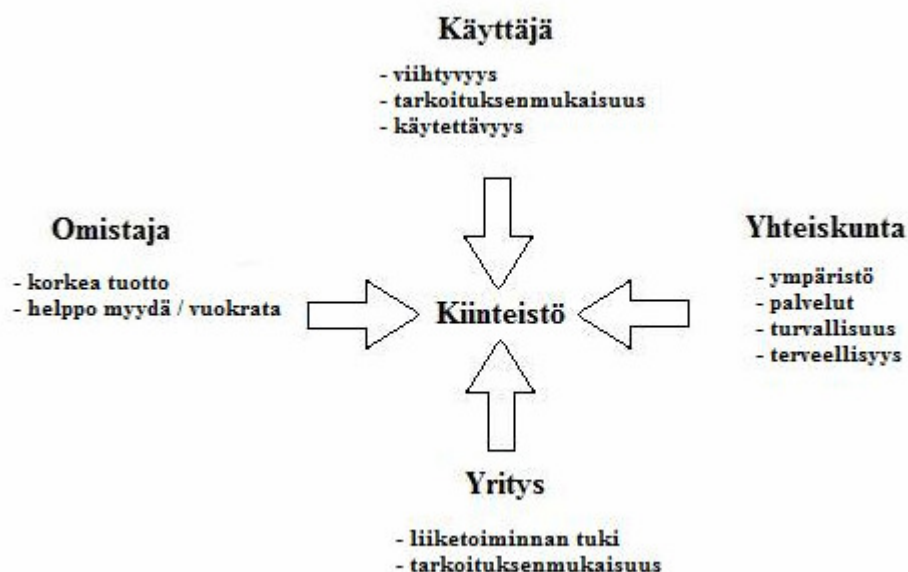 Käyttäjä
- viihtyvyys
- tarkoituksenmukaisuus
- käytettävyys
Omistaja
- korkea tuotto
- helppo myydä / vuokrata
Kiinteistö
Yhteiskunta
- ympäristö
- palvelut
- turvallisuus
- terveellisyys
Yritys
- liiketoiminnan tuki
- tarkoituksenmukaisuus